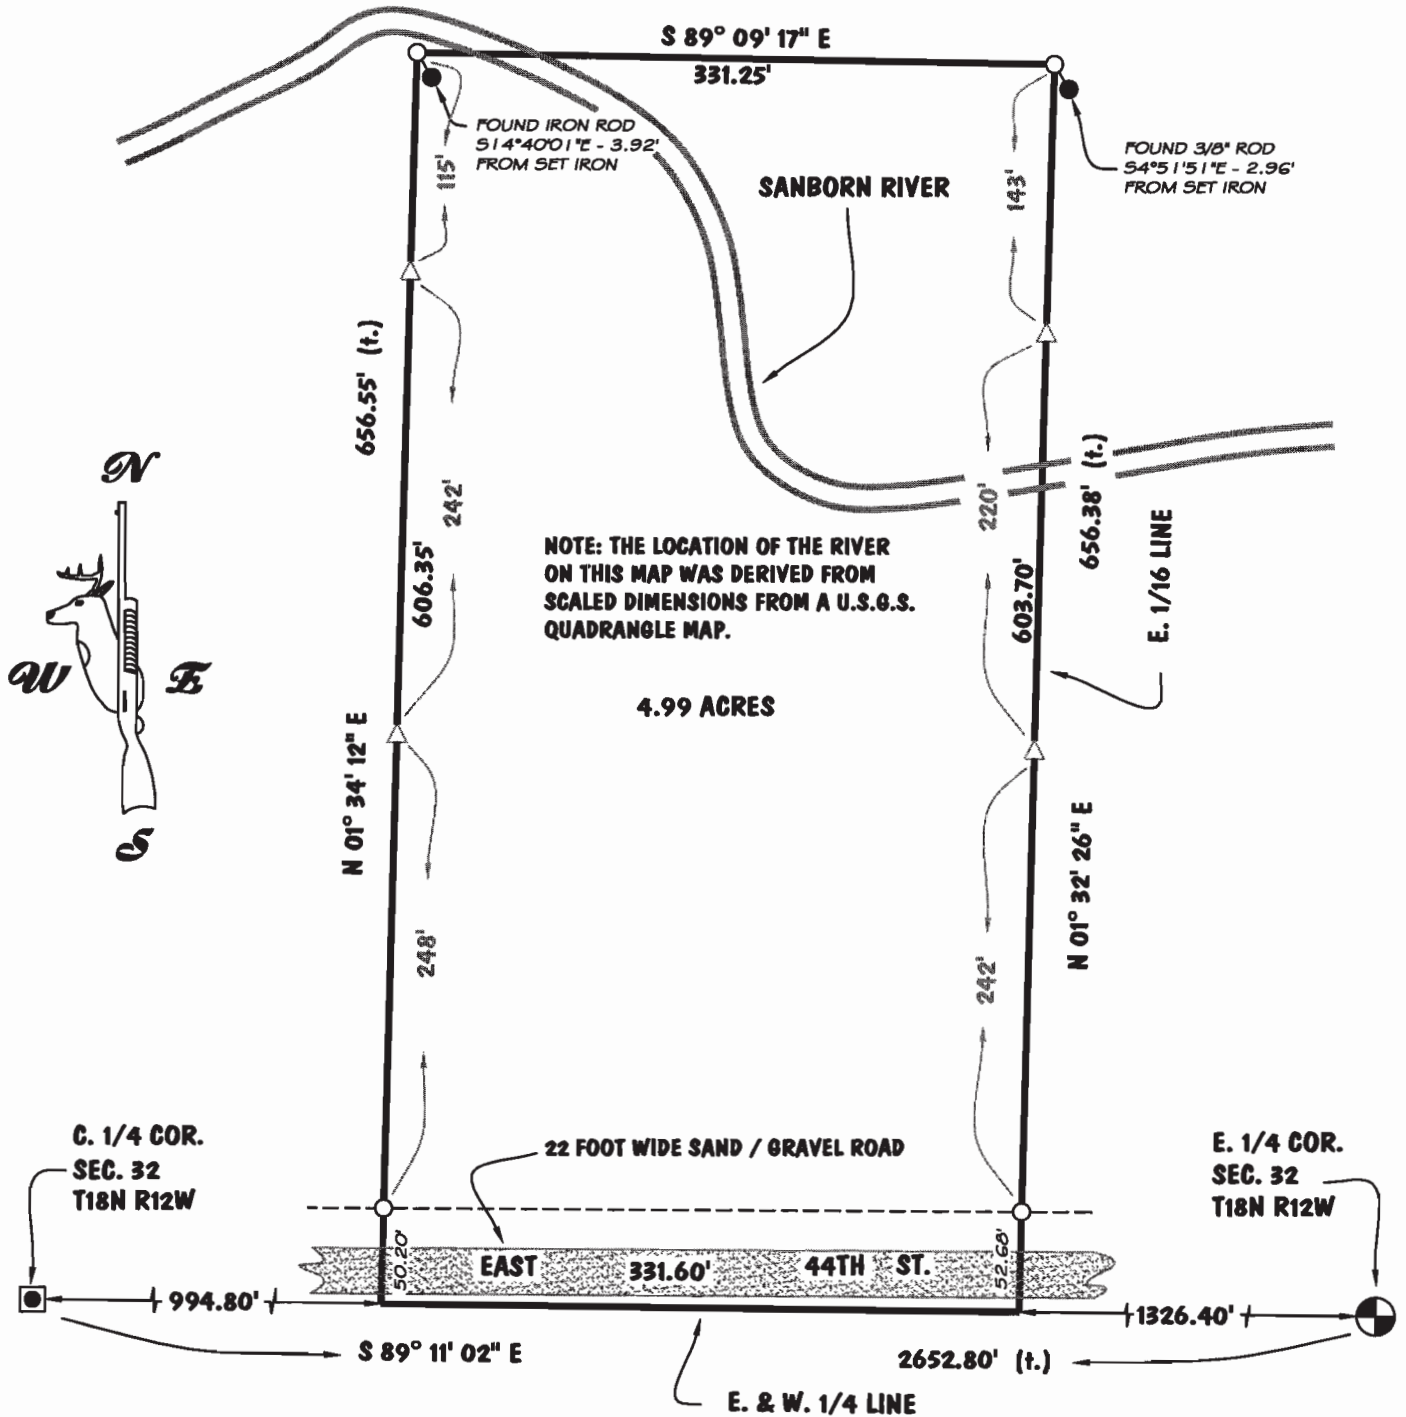 S 89° 09' 17" E
331.25'
FOUND IRON ROD
S14°40'01"E - 3.92'
FROM SET IRON
FOUND 3/8" ROD
S4°51'51"E - 2.96'
FROM SET IRON
115'
143'
SANBORN RIVER
656.55' (t.)
242'
220'
656.38' (t.)
606.35'
603.70'
E. 1/16 LINE
N
W
E
S
NOTE: THE LOCATION OF THE RIVER
ON THIS MAP WAS DERIVED FROM
SCALED DIMENSIONS FROM A U.S.G.S.
QUADRANGLE MAP.
4.99 ACRES
N 01° 34' 12" E
N 01° 32' 26" E
248'
242'
C. 1/4 COR.
SEC. 32
T18N R12W
22 FOOT WIDE SAND / GRAVEL ROAD
E. 1/4 COR.
SEC. 32
T18N R12W
50.20'
EAST 331.60' 44TH ST.
52.68'
994.80'
1326.40'
S 89° 11' 02" E
2652.80' (t.)
E. & W. 1/4 LINE